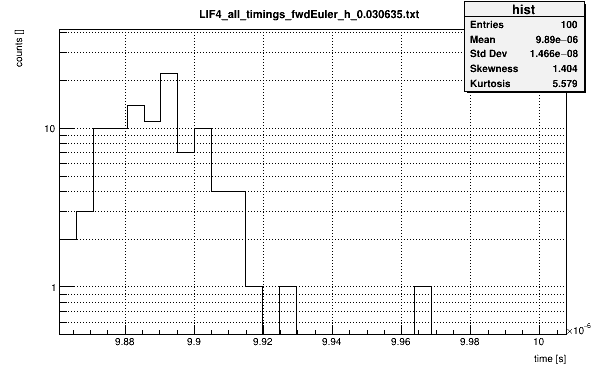 LIF4_all_timings_fwdEuler_h_0.030635.txt
hist
Entries 100
Mean 9.89e−06
Std Dev 1.466e−08
Skewness 1.404
Kurtosis 5.579
counts []
10
1
9.88 9.9 9.92 9.94 9.96 9.98 10
×10⁻⁶
time [s]